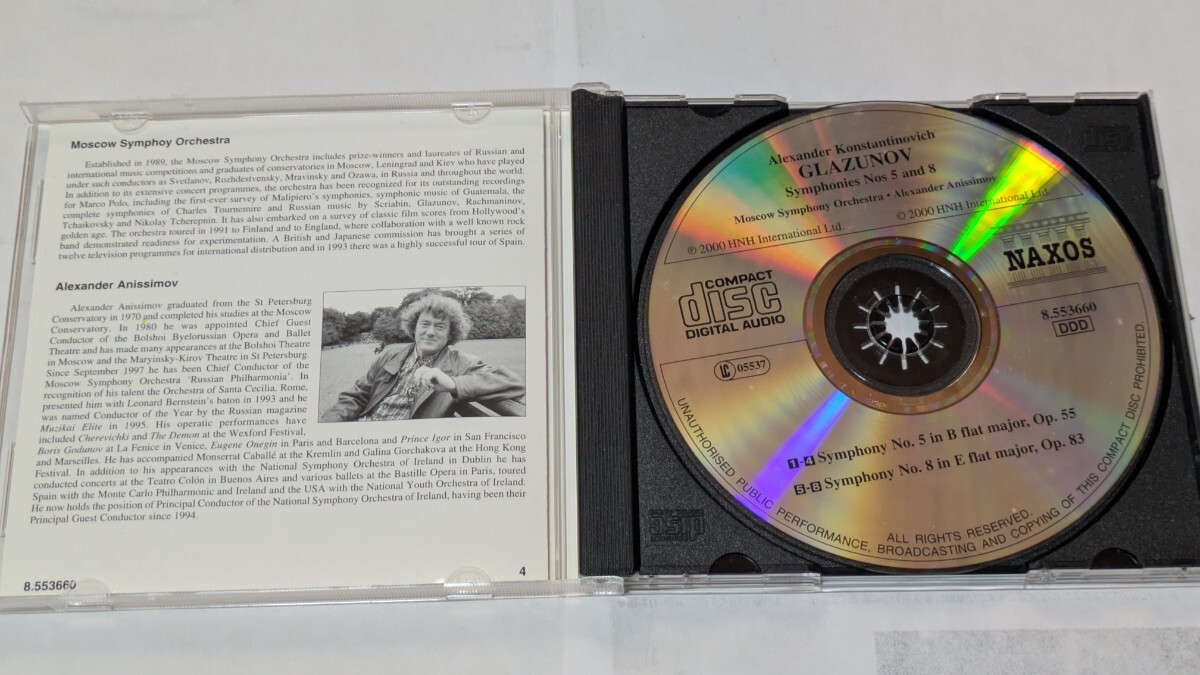 Moscow Symphoy Orchestra
Established in 1989, the Moscow Symphony Orchestra includes prize-winners and laureates of Russian and
international music competitions and graduates of conservatories in Moscow, Leningrad and Kiev who have played
under such conductors as Svetlanov, Rozhdestvensky, Mravinsky and Ozawa, in Russia and throughout the world.
In addition to its extensive concert programmes, the orchestra has been recognized for its outstanding recordings
for Marco Polo, including the first-ever survey of Malipiero's symphonies, symphonic music of Guatemala, the
complete symphonies of Charles Tournemire and Russian music by Scriabin, Glazunov, Rachmaninov,
Tchaikovsky and Nikolay Tcherepnin. It has also embarked on a survey of classic film scores from Hollywood's
golden age. The orchestra toured in 1991 to Finland and to England, where collaboration with a well known rock
band demonstrated readiness for experimentation. A British and Japanese commission has brought a series of
twelve television programmes for international distribution and in 1993 there was a highly successful tour of Spain.
Alexander Anissimov
Alexander Anissimov graduated from the St Petersburg
Conservatory in 1970 and completed his studies at the Moscow
Conservatory. In 1980 he was appointed Chief Guest
Conductor of the Bolshoi Byelorussian Opera and Ballet
Theatre and has made many appearances at the Bolshoi Theatre
in Moscow and the Maryinsky-Kirov Theatre in St Petersburg.
Since September 1997 he has been Chief Conductor of the
Moscow Symphony Orchestra 'Russian Philharmonia'. In
recognition of his talent the Orchestra of Santa Cecilia, Rome,
presented him with Leonard Bernstein's baton in 1993 and he
was named Conductor of the Year by the Russian magazine
Muzikai Elite in 1995. His operatic performances have
included Cherevichki and The Demon at the Wexford Festival,
Boris Godunov at La Fenice in Venice, Eugene Onegin in Paris and Barcelona and Prince Igor in San Francisco
and Marseilles. He has accompanied Monserrat Caballé at the Kremlin and Galina Gorchakova at the Hong Kong
Festival. In addition to his appearances with the National Symphony Orchestra of Ireland in Dublin he has
conducted concerts at the Teatro Colón in Buenos Aires and various ballets at the Bastille Opera in Paris, toured
Spain with the Monte Carlo Philharmonic and Ireland and the USA with the National Youth Orchestra of Ireland.
He now holds the position of Principal Conductor of the National Symphony Orchestra of Ireland, having been their
Principal Guest Conductor since 1994.
8.553660
4
Alexander Konstantinovich
GLAZUNOV
Symphonies Nos 5 and 8
Moscow Symphony Orchestra • Alexander Anissimov
℗ 2000 HNH International Ltd.
© 2000 HNH International Ltd.
NAXOS
COMPACT
disc
DIGITAL AUDIO
LC 05537
8.553660
DDD
1-4 Symphony No. 5 in B flat major, Op. 55
5-8 Symphony No. 8 in E flat major, Op. 83
ALL RIGHTS RESERVED.
UNAUTHORISED PUBLIC PERFORMANCE, BROADCASTING AND COPYING OF THIS COMPACT DISC PROHIBITED.
disc
disc